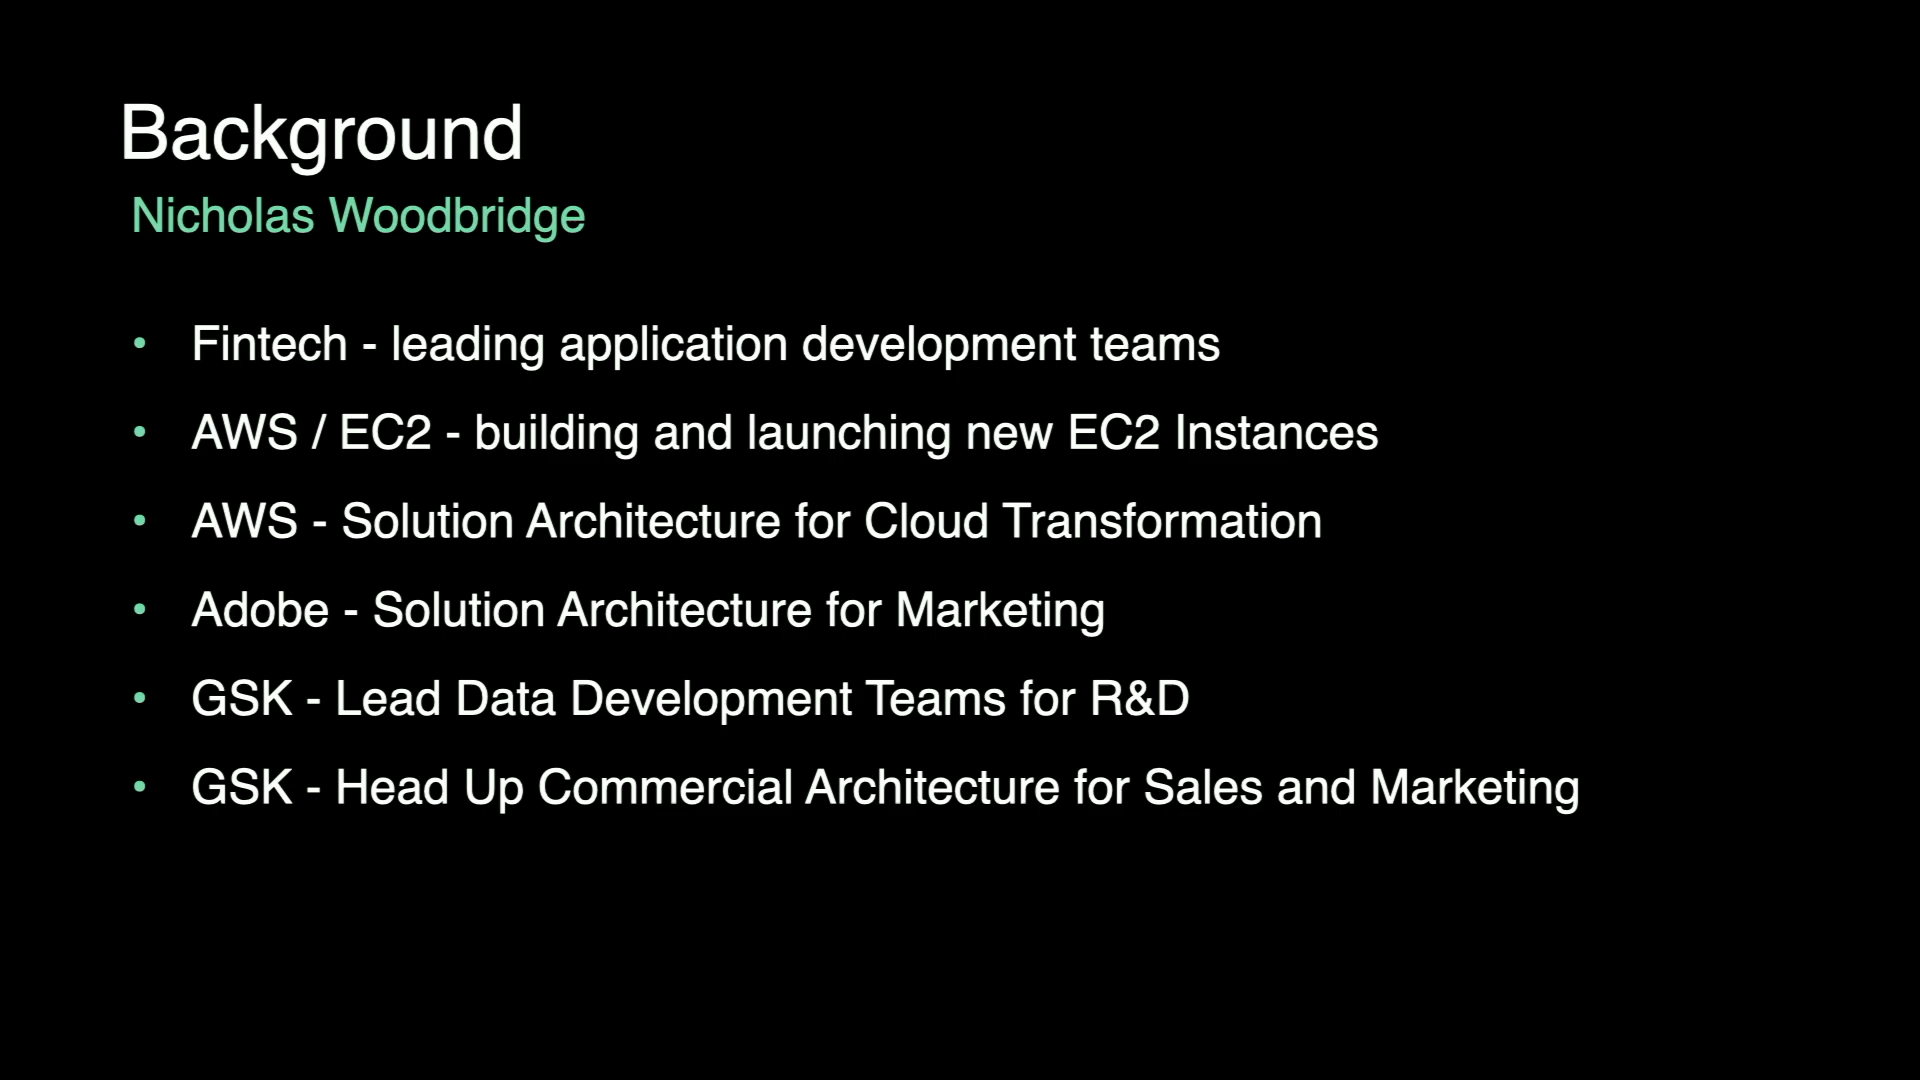 Background
Nicholas Woodbridge
• Fintech - leading application development teams
• AWS / EC2 - building and launching new EC2 Instances
• AWS - Solution Architecture for Cloud Transformation
• Adobe - Solution Architecture for Marketing
• GSK - Lead Data Development Teams for R&D
• GSK - Head Up Commercial Architecture for Sales and Marketing